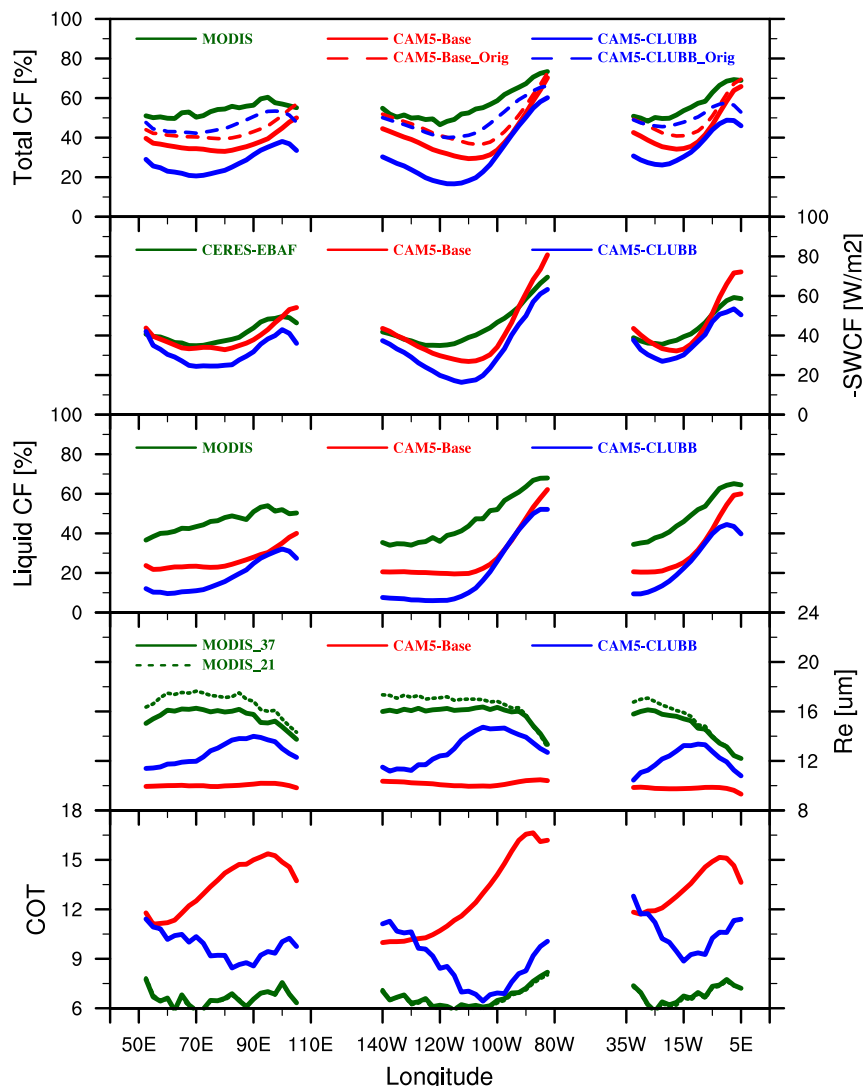 100
80
60
40
20
0
Total CF [%]
MODIS CAM5-Base CAM5-CLUBB
CAM5-Base_Orig CAM5-CLUBB_Orig
100
80
60
40
20
0
-SWCF [W/m2]
CERES-EBAF CAM5-Base CAM5-CLUBB
100
80
60
40
20
0
Liquid CF [%]
MODIS CAM5-Base CAM5-CLUBB
24
20
16
12
8
Re [um]
MODIS_37 CAM5-Base CAM5-CLUBB
MODIS_21
18
15
12
9
6
COT
50E 70E 90E 110E 140W 120W 100W 80W 35W 15W 5E
Longitude